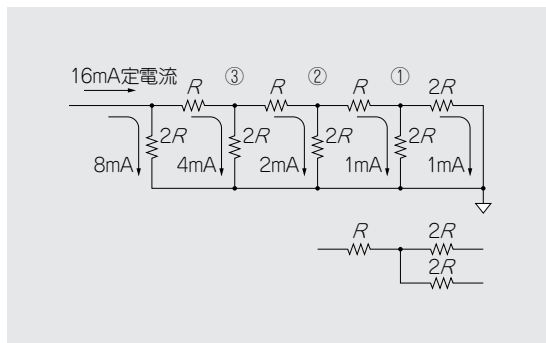 16mA定電流
R ③ R ② R ① 2R
2R 2R 2R 2R
8mA 4mA 2mA 1mA 1mA
R 2R
2R